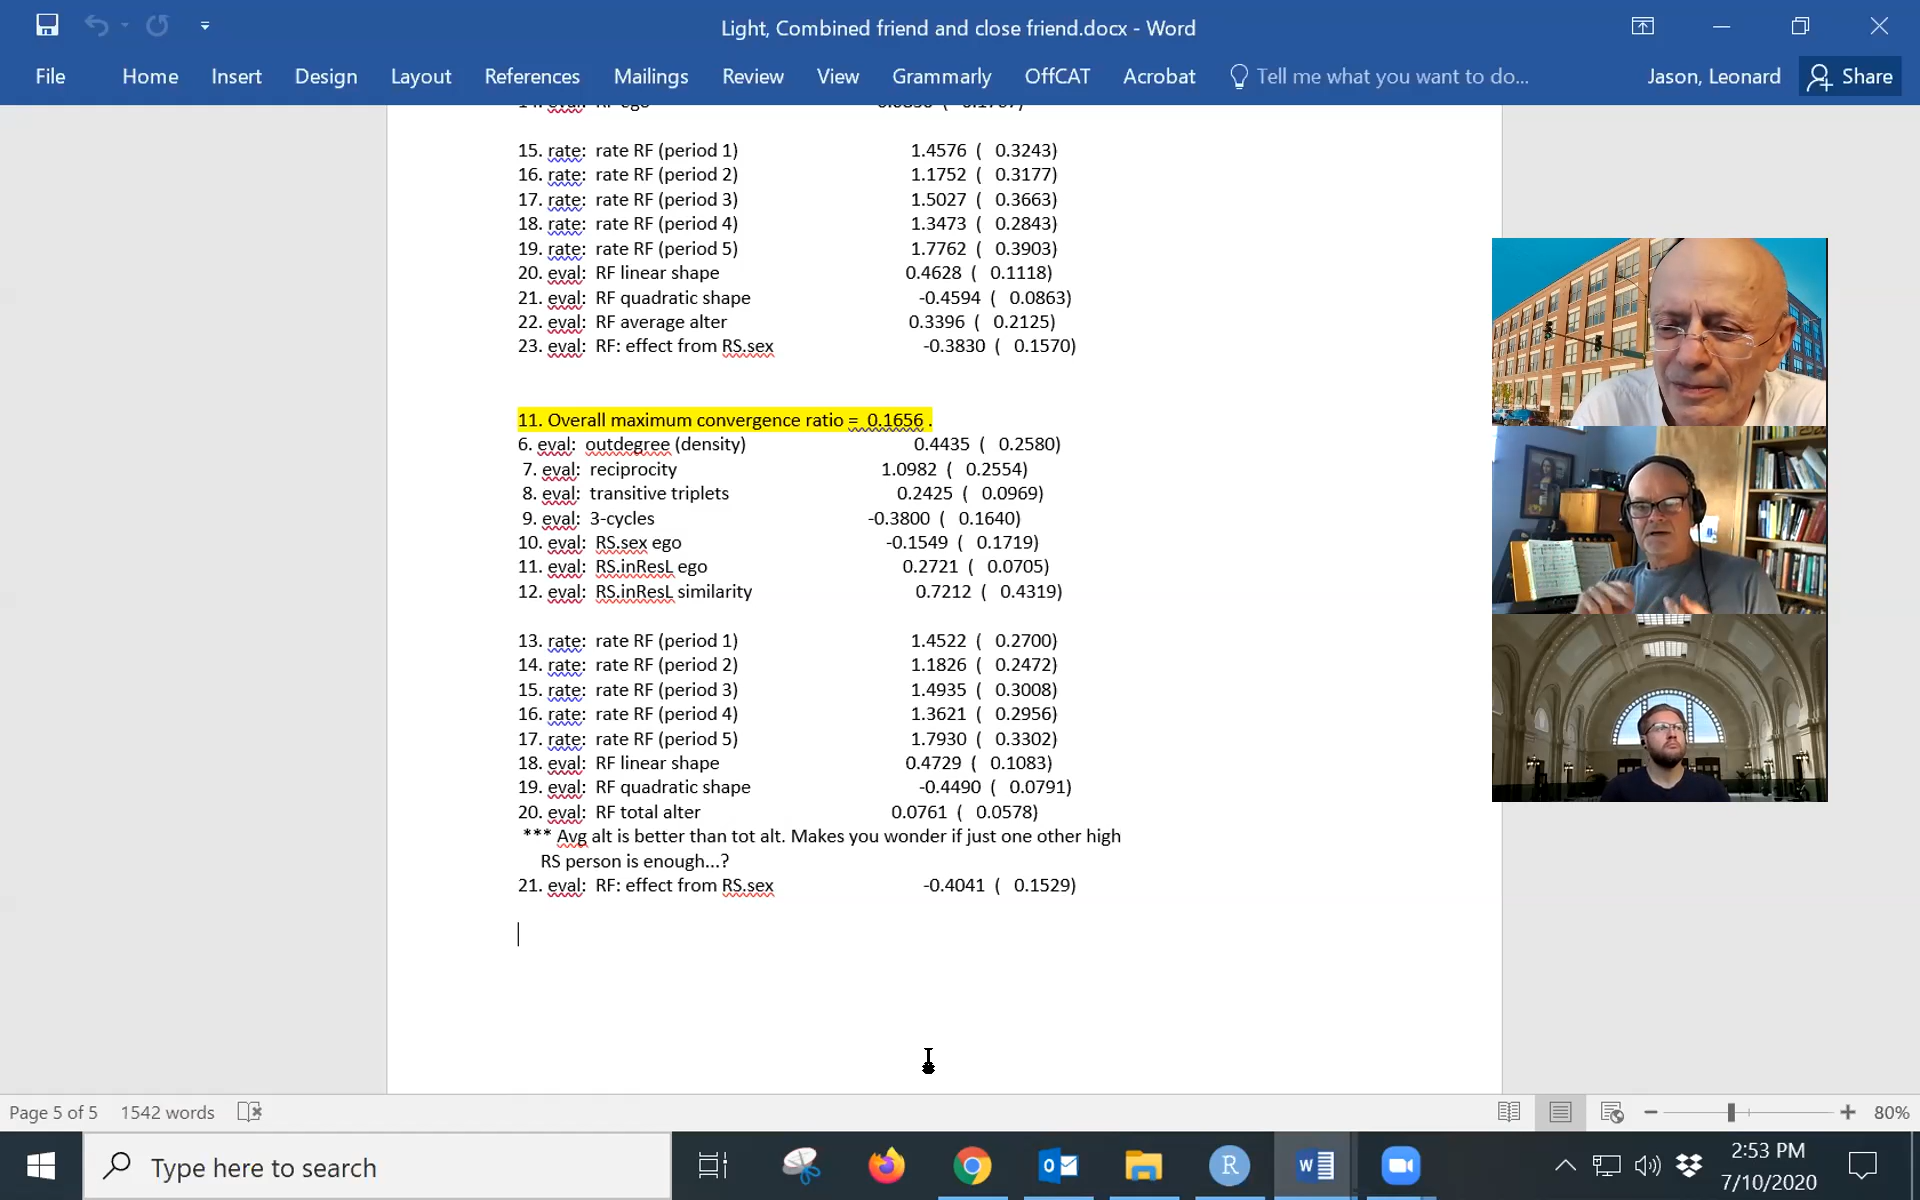 Light, Combined friend and close friend.docx - Word
File Home Insert Design Layout References Mailings Review View Grammarly OffCAT Acrobat Tell me what you want to do... Jason, Leonard Share
14. eval: RF ego
15. rate: rate RF (period 1) 1.4576 ( 0.3243)
16. rate: rate RF (period 2) 1.1752 ( 0.3177)
17. rate: rate RF (period 3) 1.5027 ( 0.3663)
18. rate: rate RF (period 4) 1.3473 ( 0.2843)
19. rate: rate RF (period 5) 1.7762 ( 0.3903)
20. eval: RF linear shape 0.4628 ( 0.1118)
21. eval: RF quadratic shape -0.4594 ( 0.0863)
22. eval: RF average alter 0.3396 ( 0.2125)
23. eval: RF: effect from RS.sex -0.3830 ( 0.1570)
11. Overall maximum convergence ratio = 0.1656 .
6. eval: outdegree (density) 0.4435 ( 0.2580)
7. eval: reciprocity 1.0982 ( 0.2554)
8. eval: transitive triplets 0.2425 ( 0.0969)
9. eval: 3-cycles -0.3800 ( 0.1640)
10. eval: RS.sex ego -0.1549 ( 0.1719)
11. eval: RS.inResL ego 0.2721 ( 0.0705)
12. eval: RS.inResL similarity 0.7212 ( 0.4319)
13. rate: rate RF (period 1) 1.4522 ( 0.2700)
14. rate: rate RF (period 2) 1.1826 ( 0.2472)
15. rate: rate RF (period 3) 1.4935 ( 0.3008)
16. rate: rate RF (period 4) 1.3621 ( 0.2956)
17. rate: rate RF (period 5) 1.7930 ( 0.3302)
18. eval: RF linear shape 0.4729 ( 0.1083)
19. eval: RF quadratic shape -0.4490 ( 0.0791)
20. eval: RF total alter 0.0761 ( 0.0578)
*** Avg alt is better than tot alt. Makes you wonder if just one other high
RS person is enough...?
21. eval: RF: effect from RS.sex -0.4041 ( 0.1529)
Page 5 of 5 1542 words 80%
Type here to search
2:53 PM
7/10/2020